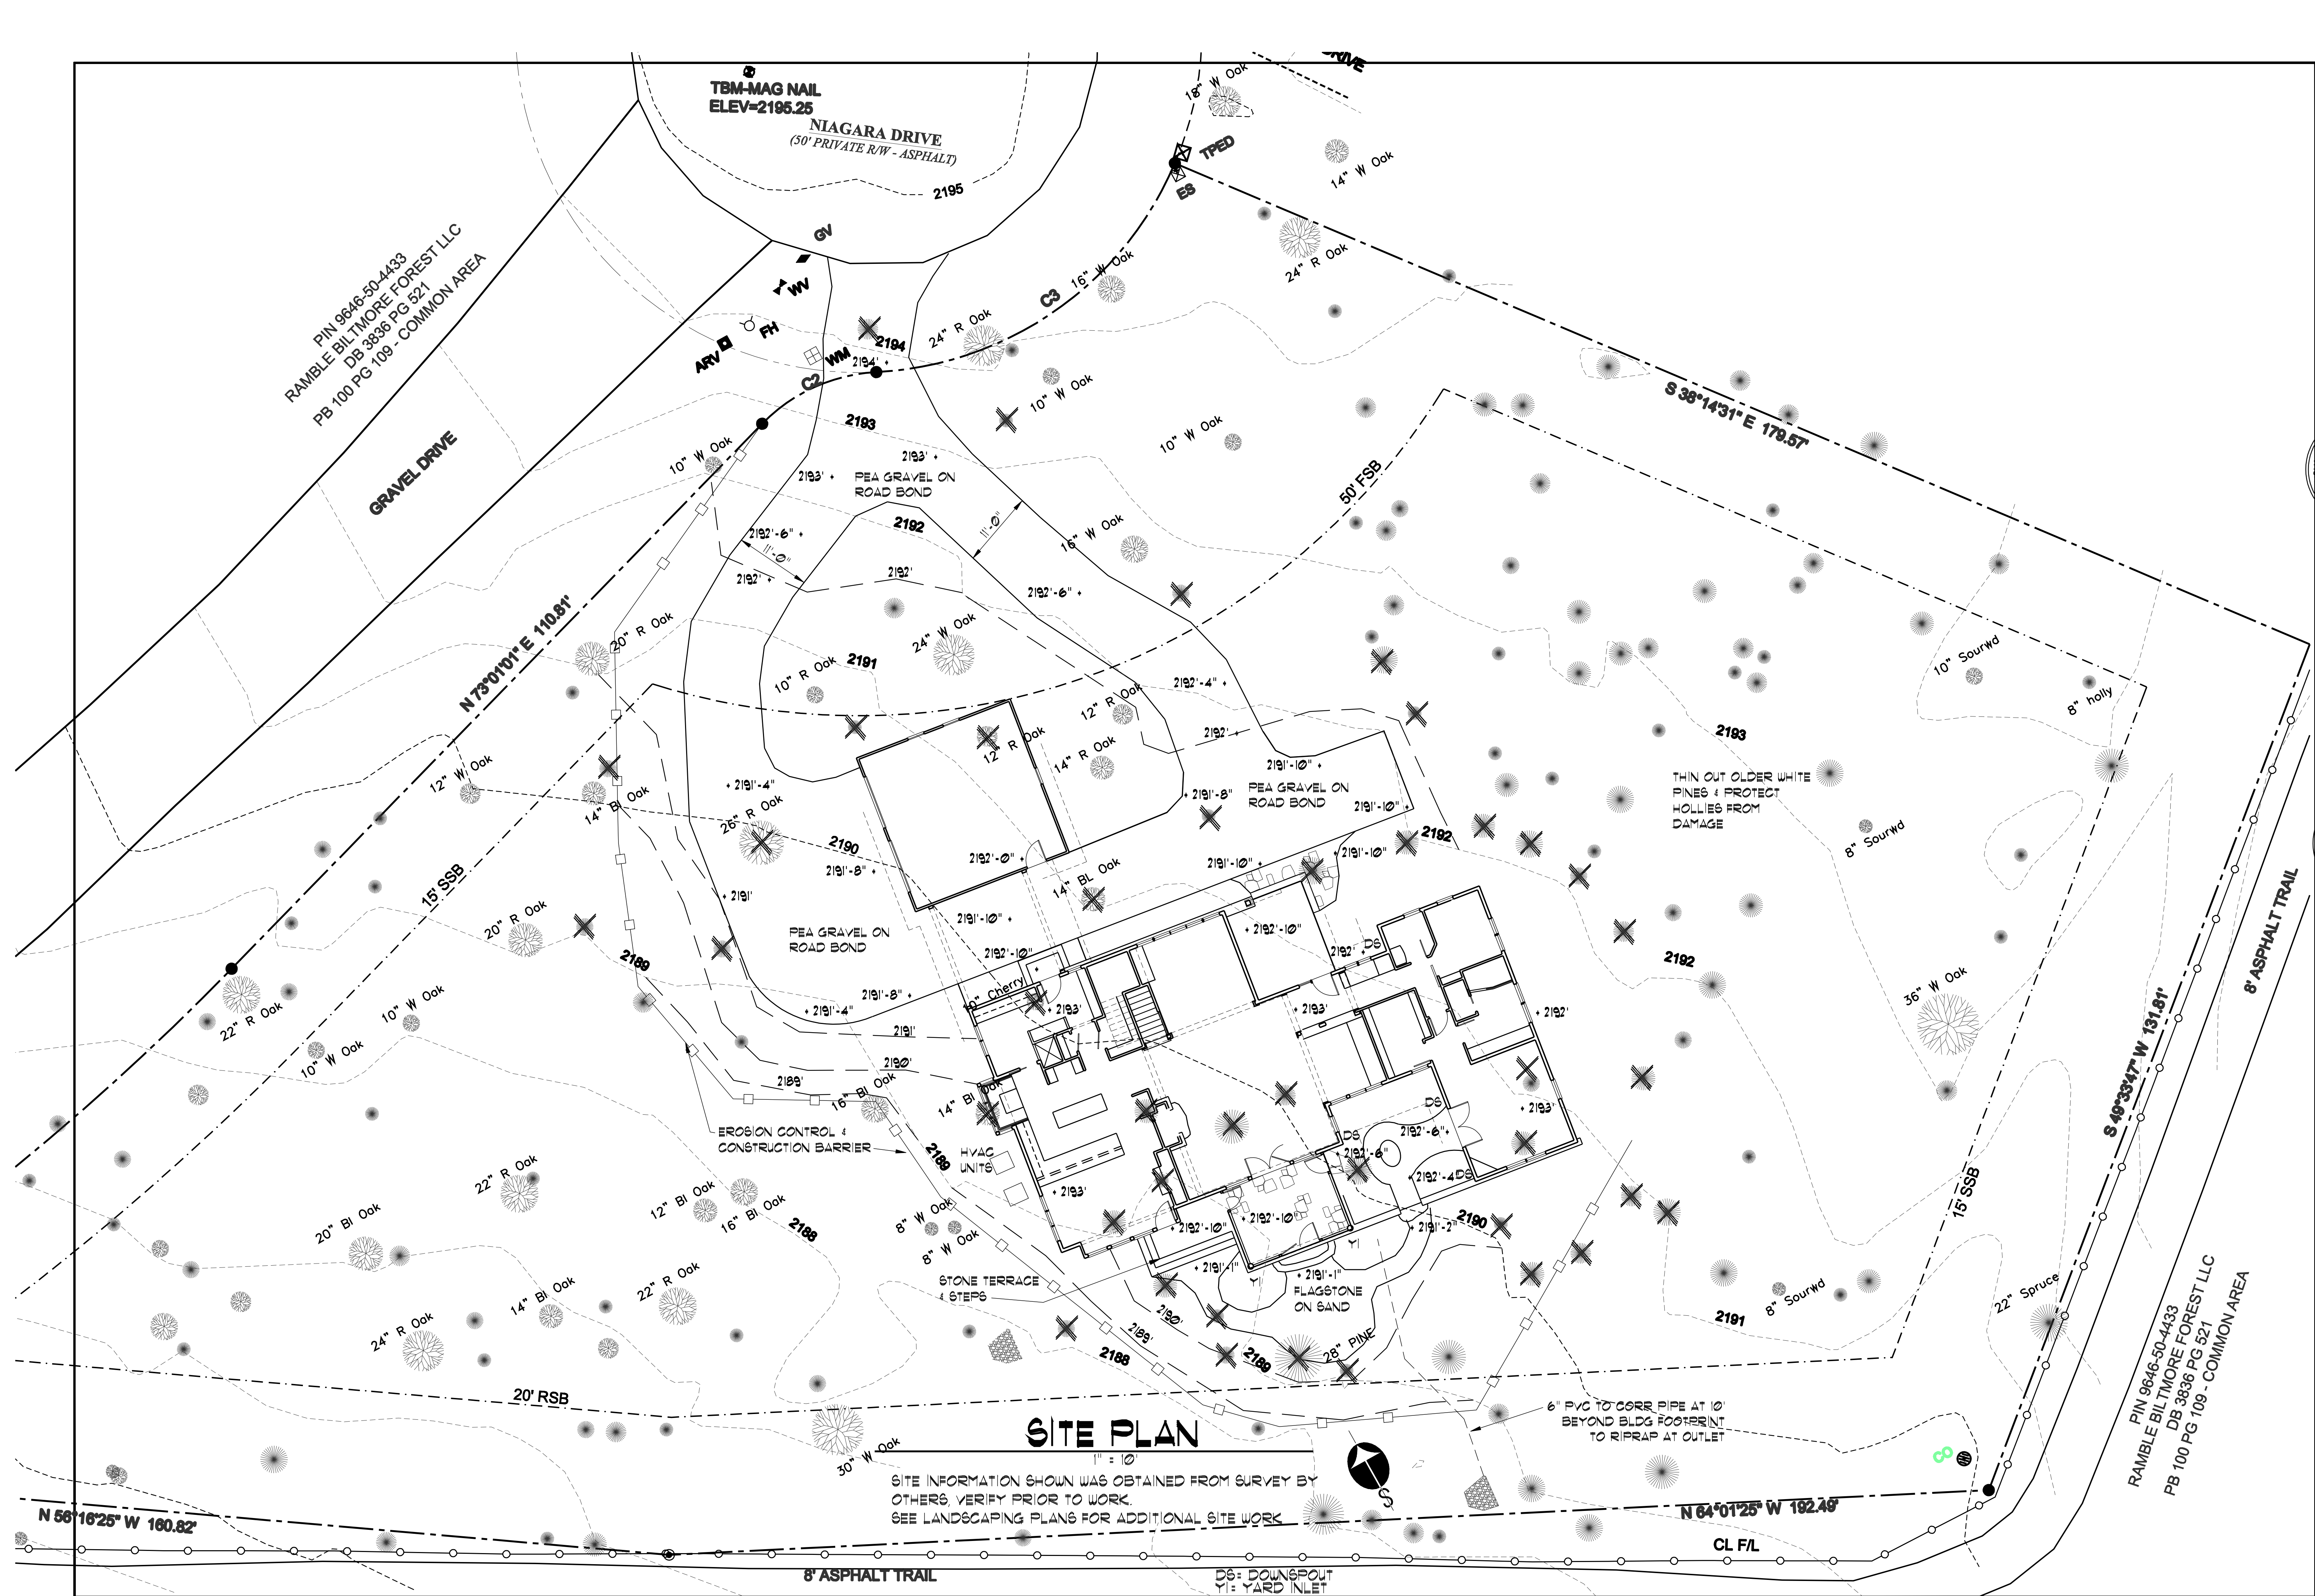 TBM-MAG NAIL
ELEV=2195.25
NIAGARA DRIVE
(50' PRIVATE R/W - ASPHALT)
2195
DRIVE
18" W Oak
TPED
ES
14" W Oak
24" R Oak
GV
WV
FH
ARV
WM
C2
C3
16" W Oak
24" R Oak
2194
2194'
10" W Oak
PIN 9646-50-4433
RAMBLE BILTMORE FOREST LLC
DB 3836 PG 521
PB 100 PG 109 - COMMON AREA
GRAVEL DRIVE
S 38°14'31" E 179.57'
2193
2193'
2193'
PEA GRAVEL ON
ROAD BOND
10" W Oak
10" W Oak
50' FSB
2192
11'-0"
2192'-6"
11'-0"
2192'
2192'
16" W Oak
2192'-6"
N 73°01'01" E 110.81'
20" R Oak
24" W Oak
2191
10" R Oak
12" R Oak
2192'-4"
2192'
12" R Oak
14" R Oak
10" Sourwd
8" holly
2193
12" W Oak
14" Bl Oak
2191'-4"
26" R Oak
2191'-8"
2191'-10"
PEA GRAVEL ON
ROAD BOND
2191'-10"
THIN OUT OLDER WHITE
PINES & PROTECT
HOLLIES FROM
DAMAGE
8" Sourwd
2190
2192'-0"
2192
2191'-8"
2191'-10"
2191'-10"
14" BL Oak
15' SSB
2191'
2191'-10"
20" R Oak
PEA GRAVEL ON
ROAD BOND
2192'-10"
2192'-10"
2192'
DS
2189
2192
8' ASPHALT TRAIL
22" R Oak
10" W Oak
10" W Oak
10" Cherry
2191'-8"
2191'-4"
2193'
2193'
2192'
36" W Oak
S 49°33'47" W 131.81'
2191'
2190'
2189'
16" Bl Oak
14" Bl Oak
DS
2193'
EROSION CONTROL &
CONSTRUCTION BARRIER
2189
HVAC
UNITS
DS
2192'-6"
2192'-6"
2192'-4"
DS
22" R Oak
12" Bl Oak
16" Bl Oak
20" Bl Oak
2188
8" W Oak
8" W Oak
2193'
2192'-10"
2192'-10"
2191'-2"
2190
15' SSB
YI
YI
STONE TERRACE
& STEPS
2191'-1"
2191'-1"
FLAGSTONE
ON SAND
14" Bl Oak
22" R Oak
24" R Oak
2190'
2189'
2188
2189
28" PINE
8" Sourwd
2191
22" Spruce
PIN 9646-50-4433
RAMBLE BILTMORE FOREST LLC
DB 3836 PG 521
PB 100 PG 109 - COMMON AREA
20' RSB
30" W Oak
SITE PLAN
1" = 10'
SITE INFORMATION SHOWN WAS OBTAINED FROM SURVEY BY
OTHERS, VERIFY PRIOR TO WORK.
SEE LANDSCAPING PLANS FOR ADDITIONAL SITE WORK
S
6" PVC TO CORR PIPE AT 10'
BEYOND BLDG FOOTPRINT
TO RIPRAP AT OUTLET
N 56°16'25" W 160.82'
N 64°01'25" W 192.49'
CL F/L
8' ASPHALT TRAIL
DS= DOWNSPOUT
YI= YARD INLET